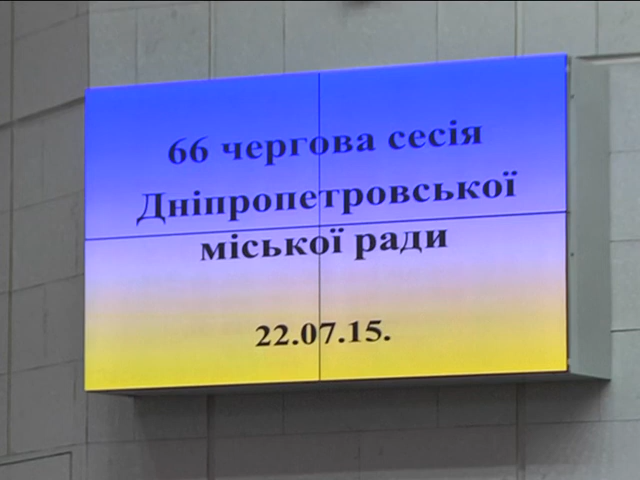 66 чергова сесія
Дніпропетровської
міської ради
22.07.15.